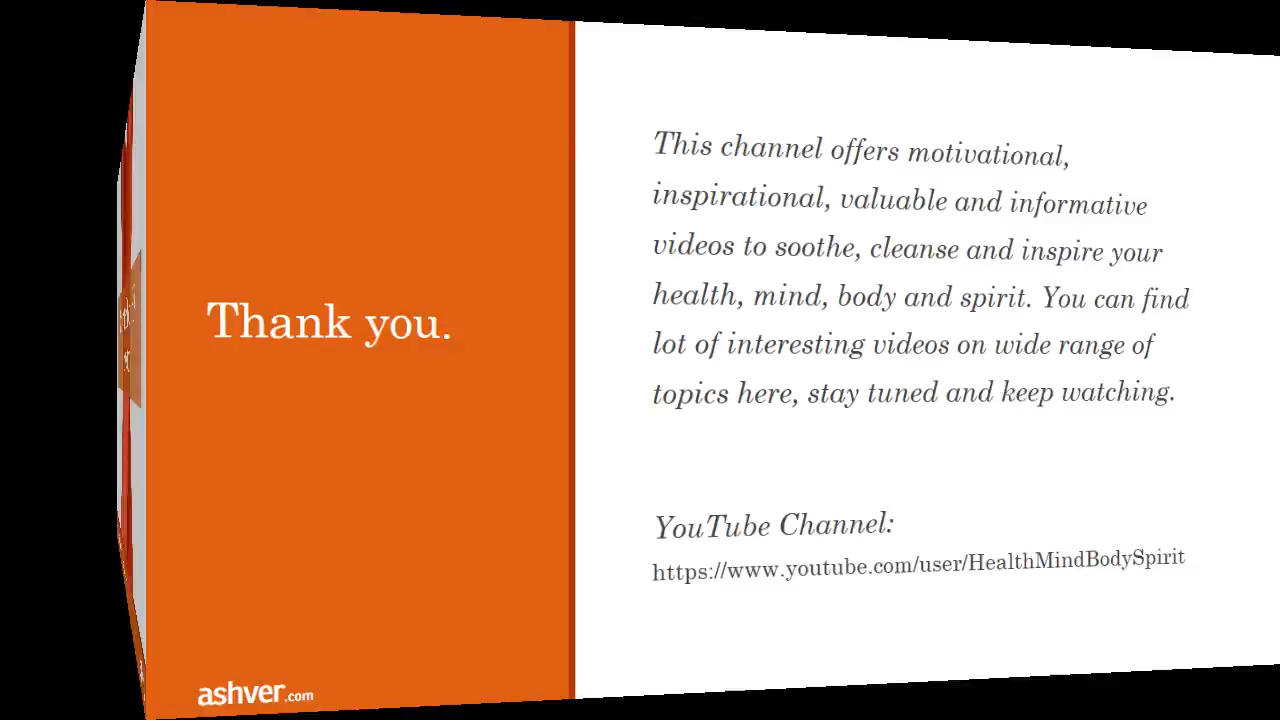 Thank you.
This channel offers motivational,
inspirational, valuable and informative
videos to soothe, cleanse and inspire your
health, mind, body and spirit. You can find
lot of interesting videos on wide range of
topics here, stay tuned and keep watching.
YouTube Channel:
https://www.youtube.com/user/HealthMindBodySpirit
ashver.com